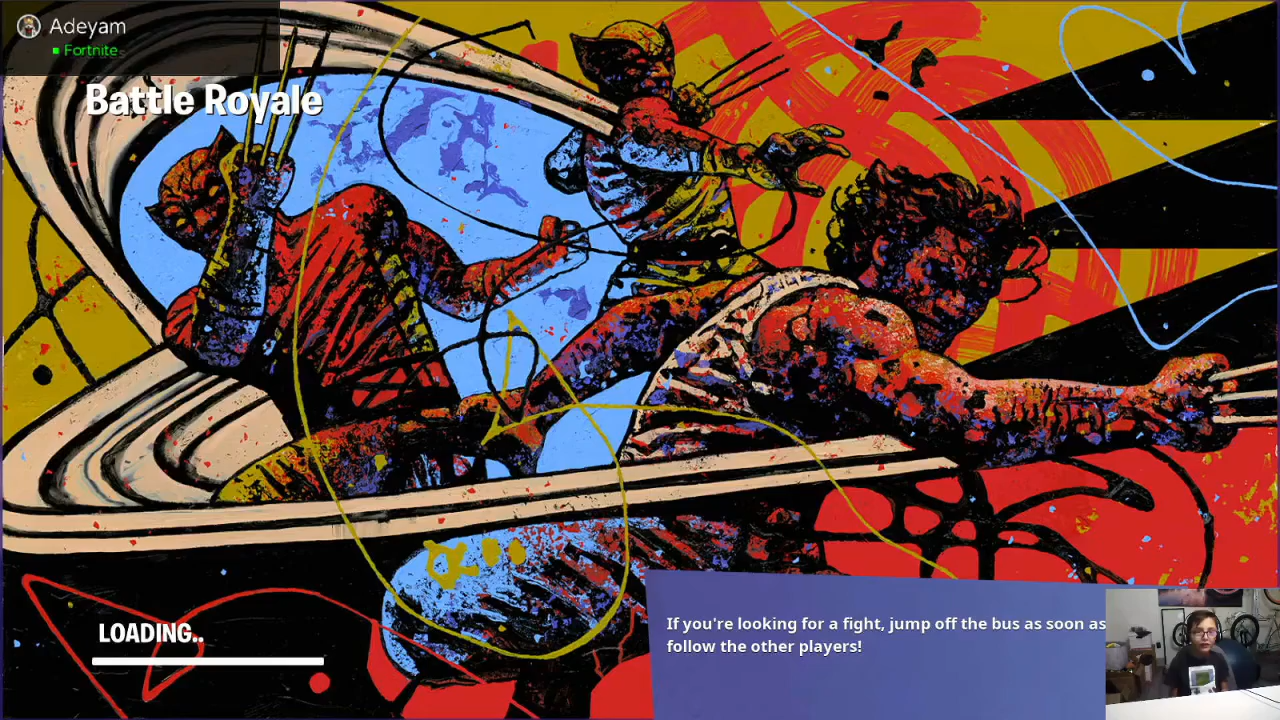 Adeyam
Fortnite
Battle Royale
LOADING..
If you're looking for a fight, jump off the bus as soon as
follow the other players!